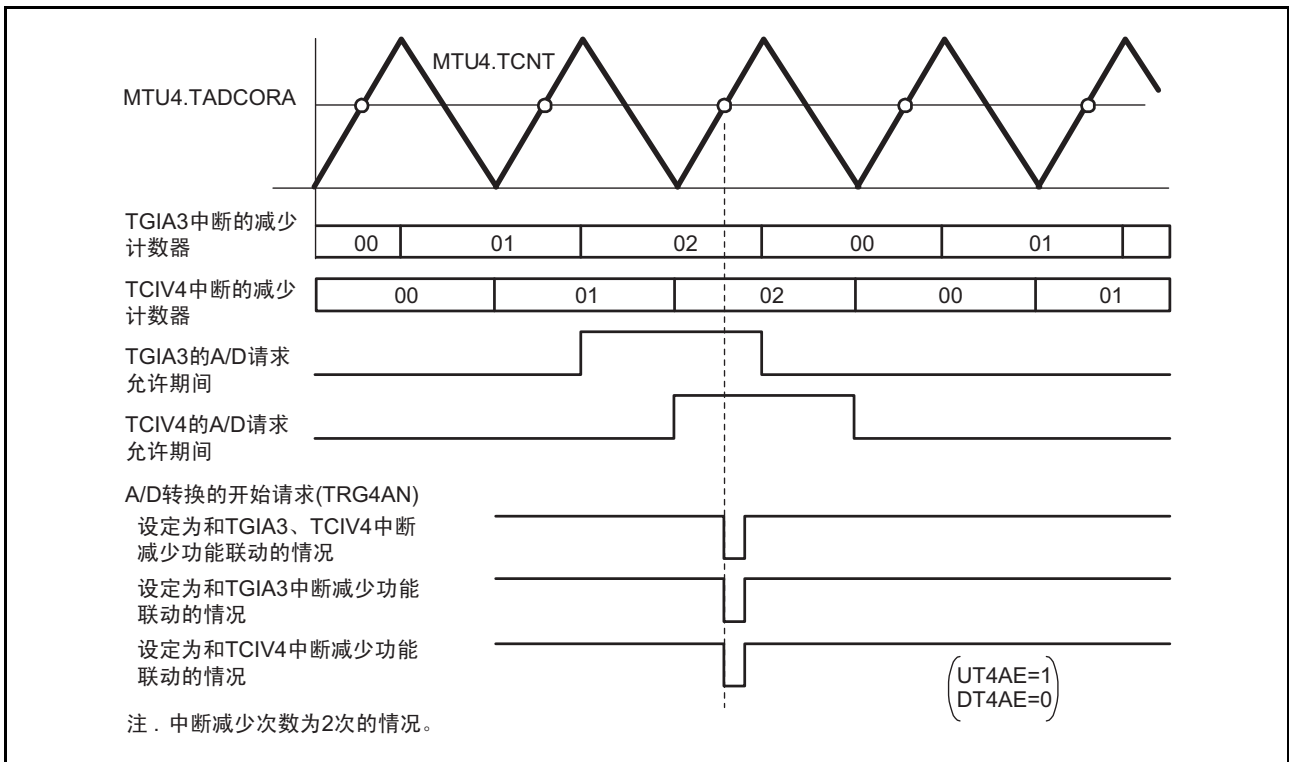 MTU4.TCNT
MTU4.TADCORA
TGIA3中断的减少
计数器
00 01 02 00 01
TCIV4中断的减少
计数器
00 01 02 00 01
TGIA3的A/D请求
允许期间
TCIV4的A/D请求
允许期间
A/D转换的开始请求(TRG4AN)
设定为和TGIA3、TCIV4中断
减少功能联动的情况
设定为和TGIA3中断减少功能
联动的情况
设定为和TCIV4中断减少功能
联动的情况
UT4AE=1
DT4AE=0
注 . 中断减少次数为2次的情况。